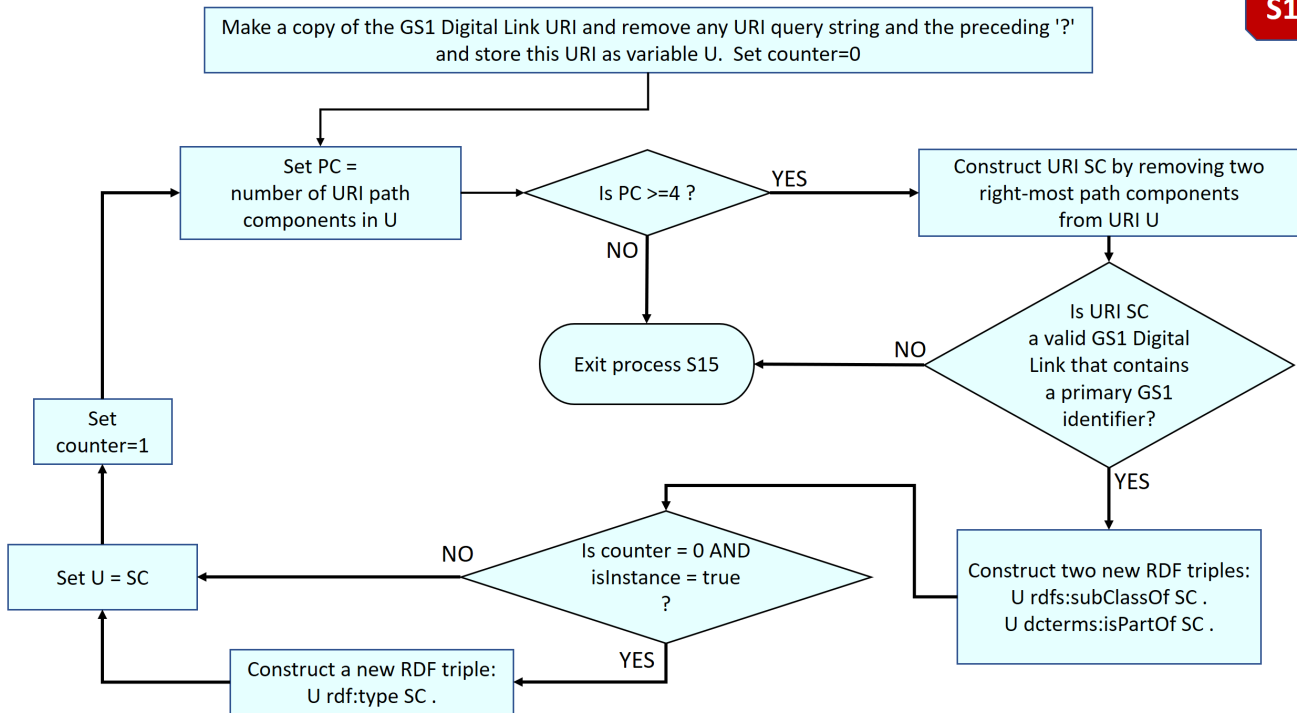 Make a copy of the GS1 Digital Link URI and remove any URI query string and the preceding '?'
and store this URI as variable U.  Set counter=0
S1
Set PC =
number of URI path
components in U
Is PC >=4 ?
YES
NO
Construct URI SC by removing two
right-most path components
from URI U
Is URI SC
a valid GS1 Digital
Link that contains
a primary GS1
identifier?
NO
YES
Exit process S15
Construct two new RDF triples:
U rdfs:subClassOf SC .
U dcterms:isPartOf SC .
Is counter = 0 AND
isInstance = true
?
NO
YES
Construct a new RDF triple:
U rdf:type SC .
Set U = SC
Set
counter=1